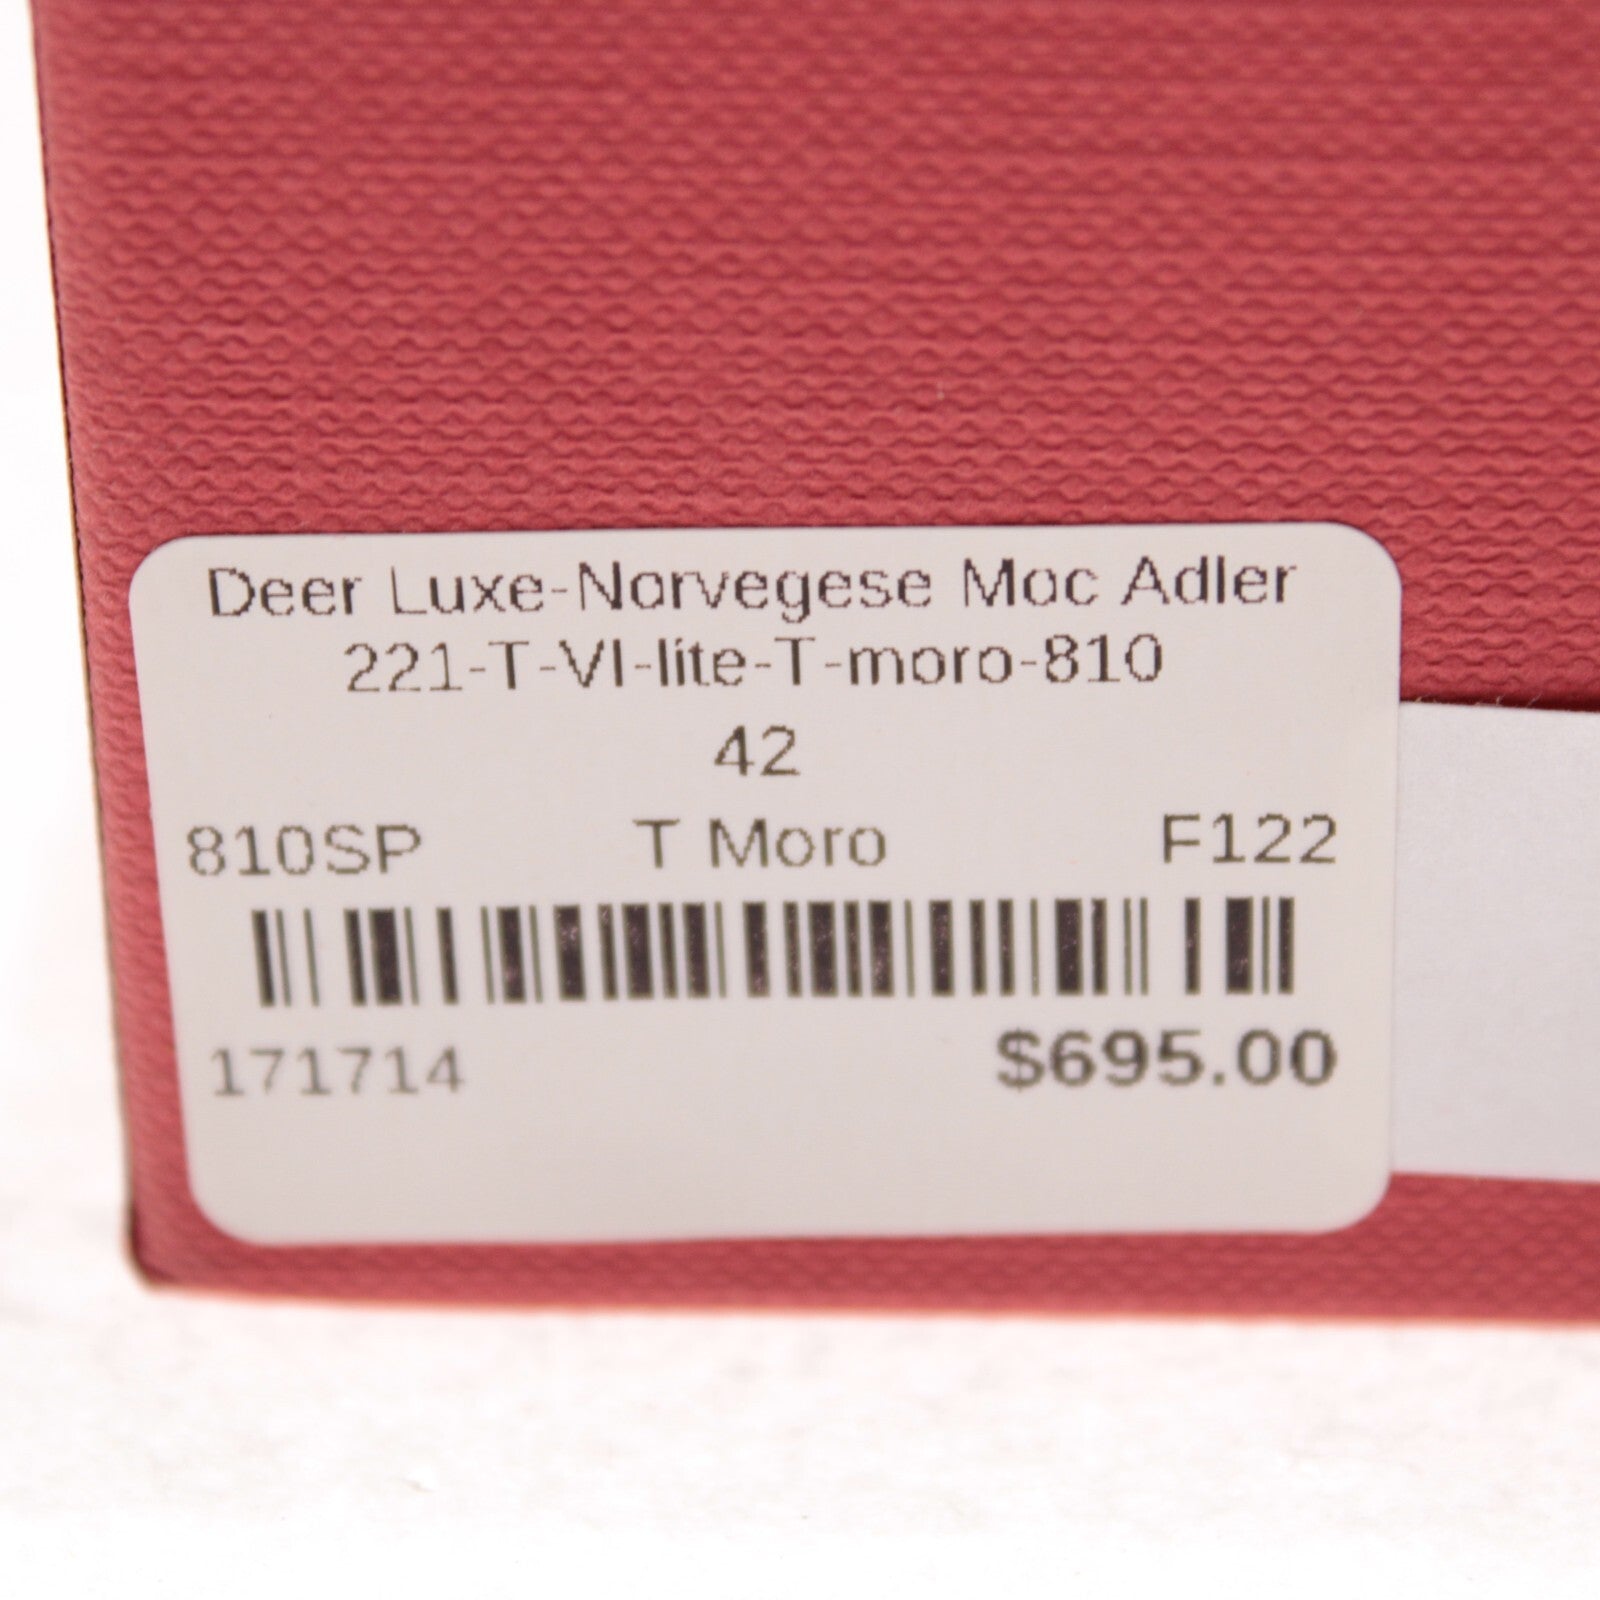 Deer Luxe-Norvegese Moc Adler
221-T-VI-lite-T-moro-810
42
810SP T Moro F122
171714 $695.00